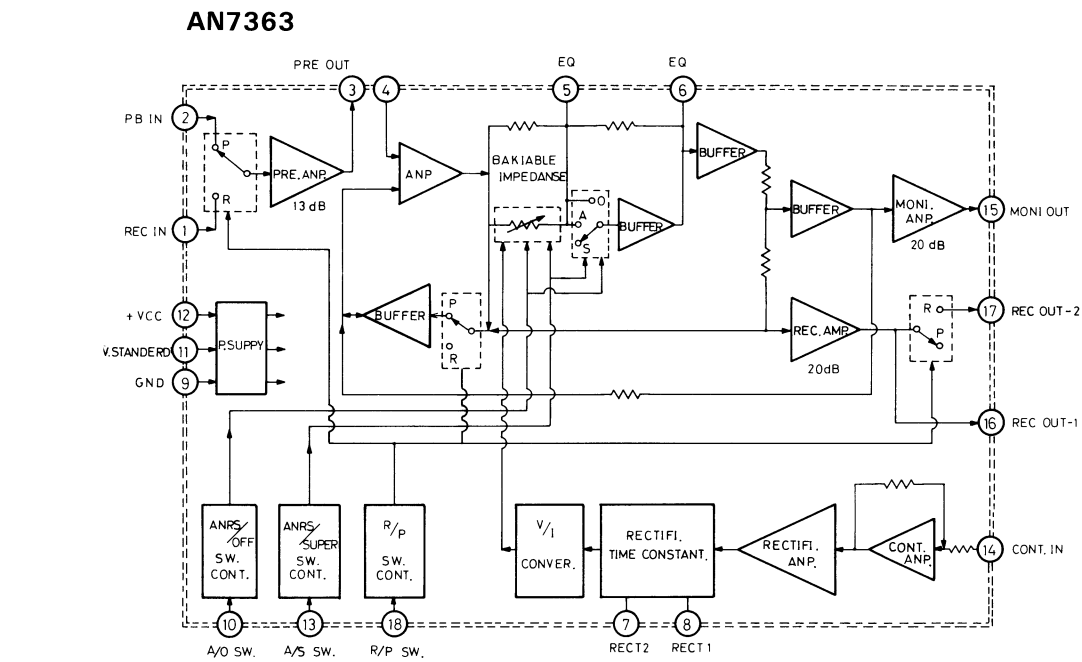 AN7363
PRE OUT
EQ
EQ
3
4
5
6
PB IN
2
P
R
PRE. ANP.
13 dB
ANP
BAKIABLE
IMPEDANSE
O
A
S
BUFFER
BUFFER
BUFFER
MONI.
ANP.
20 dB
15
MONI OUT
REC IN
1
+VCC
12
V.STANDERD
11
GND
9
P.SUPPY
BUFFER
P
R
REC. AMP.
20dB
R
P
17
REC OUT-2
16
REC OUT-1
ANRS/
OFF
SW.
CONT.
ANRS/
SUPER
SW.
CONT.
R/P
SW.
CONT.
V/I
CONVER.
RECTIFI.
TIME CONSTANT.
RECTIFI.
ANP.
CONT.
ANP.
14
CONT. IN
10
13
18
7
8
A/O SW.
A/S SW.
R/P SW.
RECT2
RECT 1